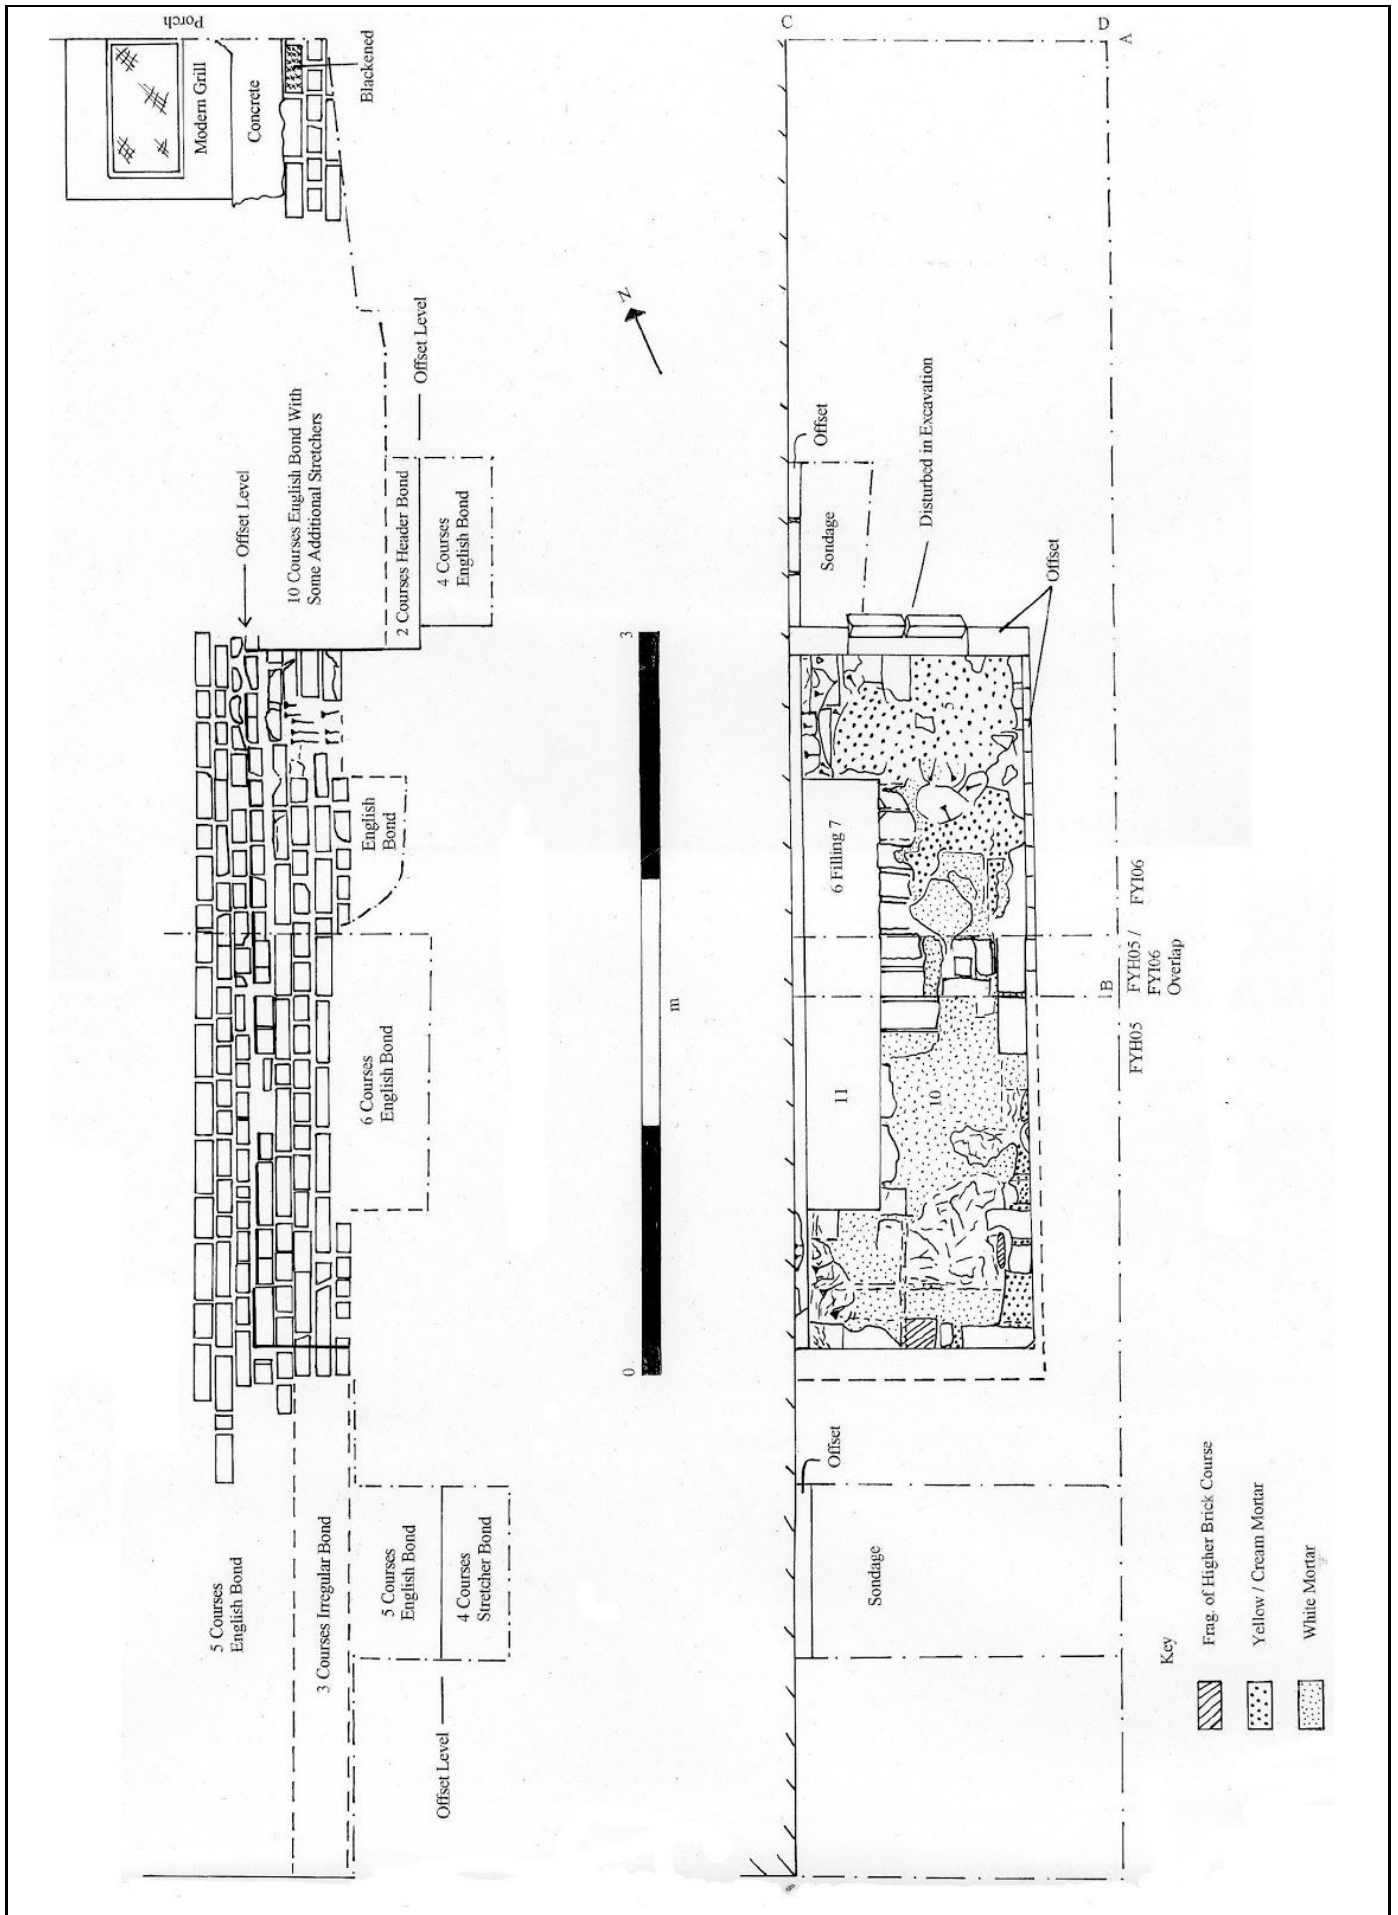 Porch
Modern Grill
Concrete
Blackened
Offset Level
10 Courses English Bond With
Some Additional Stretchers
2 Courses Header Bond
Offset Level
4 Courses
English Bond
English
Bond
6 Courses
English Bond
5 Courses
English Bond
3 Courses Irregular Bond
5 Courses
English Bond
4 Courses
Stretcher Bond
Offset Level
N
0
m
3
C
D
A
Offset
Sondage
Disturbed in Excavation
Offset
5
6 Filling 7
11
10
B
FYI06
FYH05 /
FYI06
Overlap
FYH05
Offset
Sondage
Key
Frag. of Higher Brick Course
Yellow / Cream Mortar
White Mortar